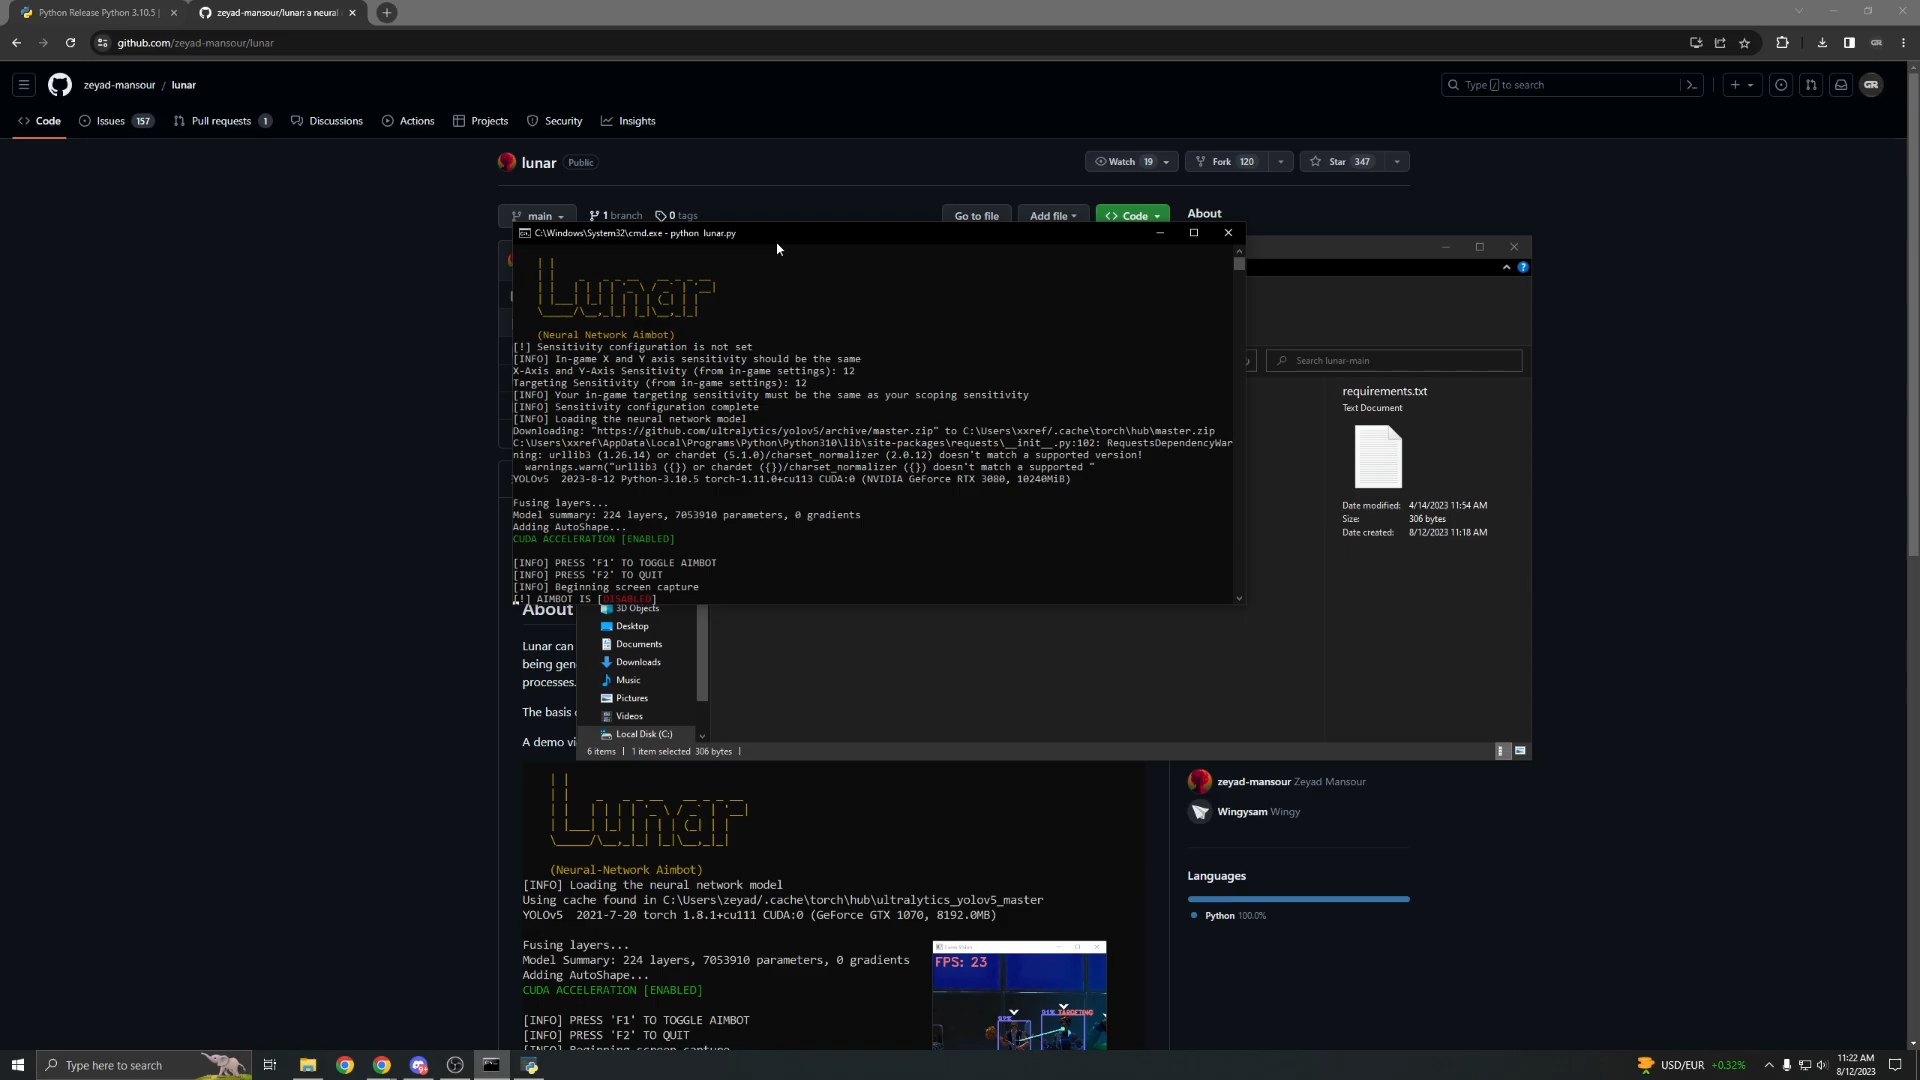 Python Release Python 3.10.5 |
zeyad-mansour/lunar: a neural
github.com/zeyad-mansour/lunar
GR
zeyad-mansour / lunar
Type / to search
GR
Code
Issues 157
Pull requests 1
Discussions
Actions
Projects
Security
Insights
lunar Public
Watch 19
Fork 120
Star 347
main
1 branch
0 tags
Go to file
Add file
Code
About
C:\Windows\System32\cmd.exe - python lunar.py
Lunar
(Neural Network Aimbot)
[!] Sensitivity configuration is not set
[INFO] In-game X and Y axis sensitivity should be the same
X-Axis and Y-Axis Sensitivity (from in-game settings): 12
Targeting Sensitivity (from in-game settings): 12
[INFO] Your in-game targeting sensitivity must be the same as your scoping sensitivity
[INFO] Sensitivity configuration complete
[INFO] Loading the neural network model
Downloading: "https://github.com/ultralytics/yolov5/archive/master.zip" to C:\Users\xxref/.cache\torch\hub\master.zip
C:\Users\xxref\AppData\Local\Programs\Python\Python310\lib\site-packages\requests\__init__.py:102: RequestsDependencyWar
ning: urllib3 (1.26.14) or chardet (5.1.0)/charset_normalizer (2.0.12) doesn't match a supported version!
warnings.warn("urllib3 ({}) or chardet ({})/charset_normalizer ({}) doesn't match a supported "
YOLOv5 2023-8-12 Python-3.10.5 torch-1.11.0+cu113 CUDA:0 (NVIDIA GeForce RTX 3080, 10240MiB)
Fusing layers...
Model summary: 224 layers, 7053910 parameters, 0 gradients
Adding AutoShape...
CUDA ACCELERATION [ENABLED]
[INFO] PRESS 'F1' TO TOGGLE AIMBOT
[INFO] PRESS 'F2' TO QUIT
[INFO] Beginning screen capture
[!] AIMBOT IS [DISABLED]
Search lunar-main
requirements.txt
Text Document
Date modified: 4/14/2023 11:54 AM
Size: 306 bytes
Date created: 8/12/2023 11:18 AM
3D Objects
Desktop
Documents
Downloads
Music
Pictures
Videos
Local Disk (C:)
6 items
1 item selected 306 bytes
About
Lunar can
being gen
processes.
The basis
A demo vi
Lunar
(Neural-Network Aimbot)
[INFO] Loading the neural network model
Using cache found in C:\Users\zeyad/.cache\torch\hub\ultralytics_yolov5_master
YOLOv5 2021-7-20 torch 1.8.1+cu111 CUDA:0 (GeForce GTX 1070, 8192.0MB)
Fusing layers...
Model Summary: 224 layers, 7053910 parameters, 0 gradients
Adding AutoShape...
CUDA ACCELERATION [ENABLED]
[INFO] PRESS 'F1' TO TOGGLE AIMBOT
[INFO] PRESS 'F2' TO QUIT
[INFO] Beginning screen capture
FPS: 23
92%
91% TARGETING
zeyad-mansour Zeyad Mansour
Wingysam Wingy
Languages
Python 100.0%
Type here to search
USD/EUR +0.32%
11:22 AM
8/12/2023